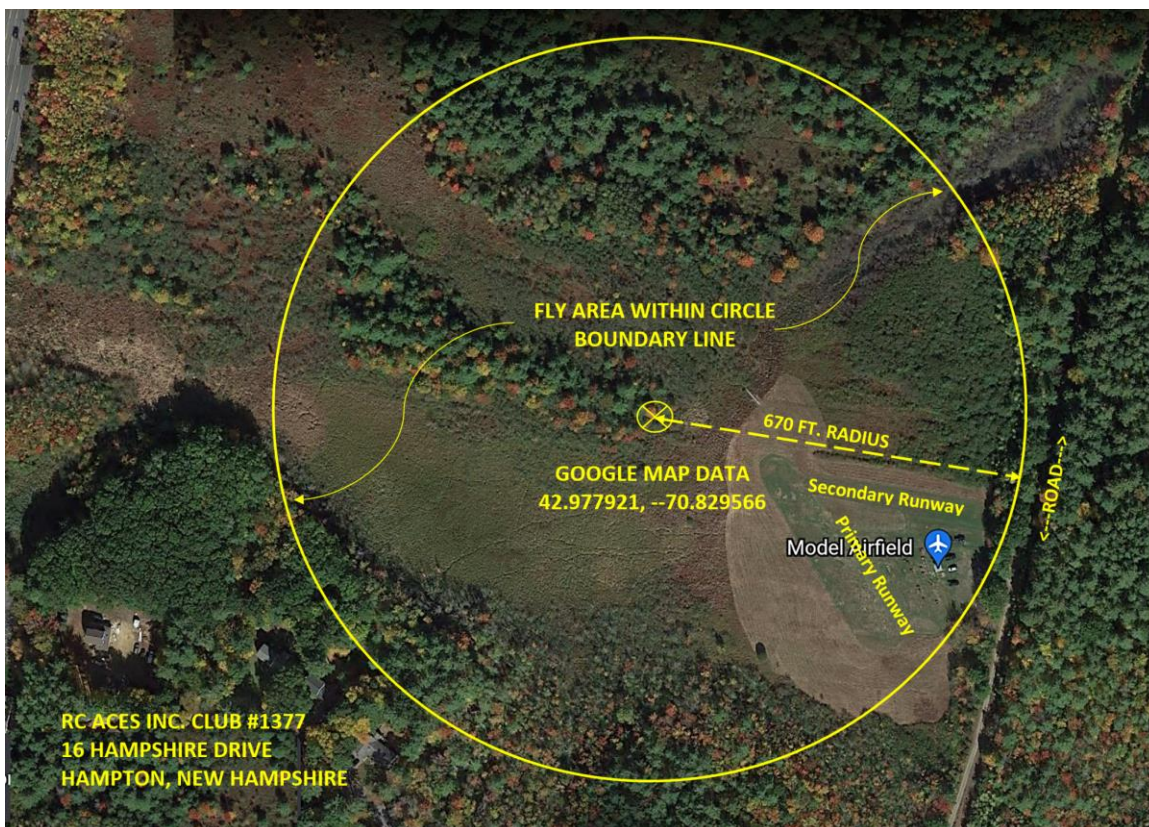 FLY AREA WITHIN CIRCLE
BOUNDARY LINE
670 FT. RADIUS
GOOGLE MAP DATA
42.977921, --70.829566
Secondary Runway
Primary Runway
Model Airfield
<---ROAD--->
RC ACES INC. CLUB #1377
16 HAMPSHIRE DRIVE
HAMPTON, NEW HAMPSHIRE